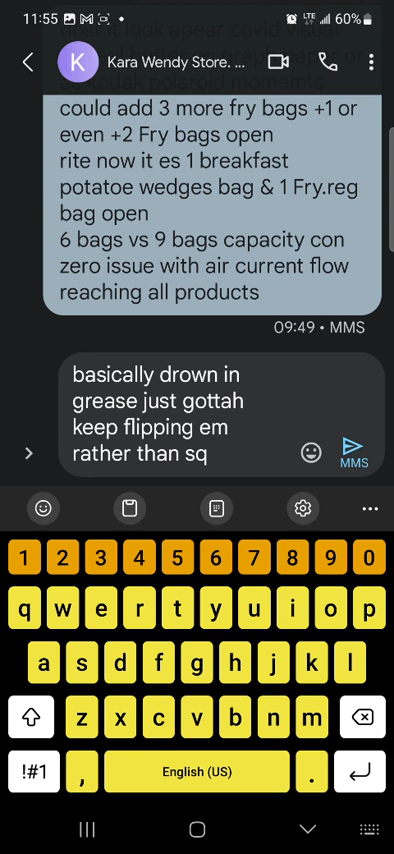 11:55 LTE 60%
K Kara Wendy Store. ...
could add 3 more fry bags +1 or
even +2 Fry bags open
rite now it es 1 breakfast
potatoe wedges bag & 1 Fry.reg
bag open
6 bags vs 9 bags capacity con
zero issue with air current flow
reaching all products
09:49 • MMS
basically drown in
grease just gottah
keep flipping em
rather than sq
MMS
1 2 3 4 5 6 7 8 9 0
q w e r t y u i o p
a s d f g h j k l
z x c v b n m
!#1 , English (US) .